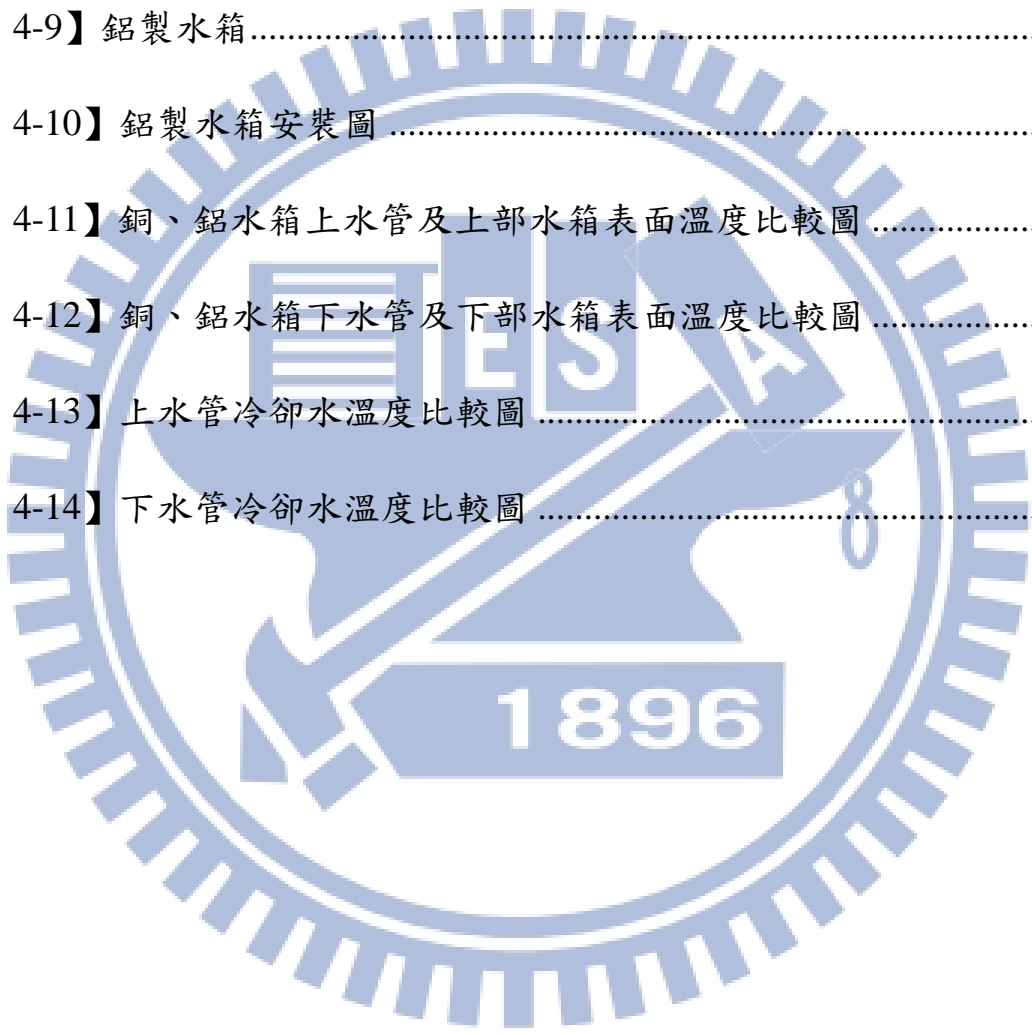 4-9】鋁製水箱................................................................................
4-10】鋁製水箱安裝圖................................................................
4-11】銅、鋁水箱上水管及上部水箱表面溫度比較圖.................
4-12】銅、鋁水箱下水管及下部水箱表面溫度比較圖.................
E S A
4-13】上水管冷卻水溫度比較圖.....................................................
4-14】下水管冷卻水溫度比較圖.....................................................
1896